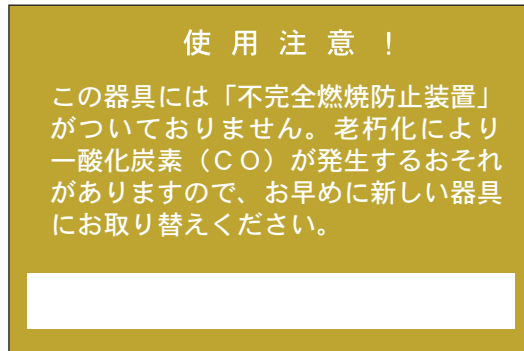 使用注意！
この器具には「不完全燃焼防止装置」
がついておりません。老朽化により
一酸化炭素（ＣＯ）が発生するおそれ
がありますので、お早めに新しい器具
にお取り替えください。